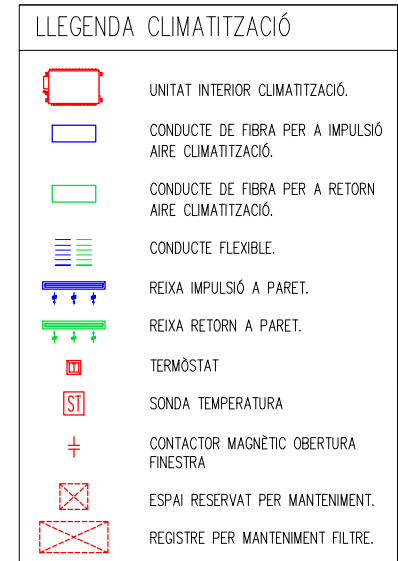 LLEGENDA CLIMATITZACIÓ
UNITAT INTERIOR CLIMATITZACIÓ.
CONDUCTE DE FIBRA PER A IMPULSIÓ
AIRE CLIMATITZACIÓ.
CONDUCTE DE FIBRA PER A RETORN
AIRE CLIMATITZACIÓ.
CONDUCTE FLEXIBLE.
REIXA IMPULSIÓ A PARET.
REIXA RETORN A PARET.
T TERMÒSTAT
ST SONDA TEMPERATURA
CONTACTOR MAGNÈTIC OBERTURA
FINESTRA
ESPAI RESERVAT PER MANTENIMENT.
REGISTRE PER MANTENIMENT FILTRE.